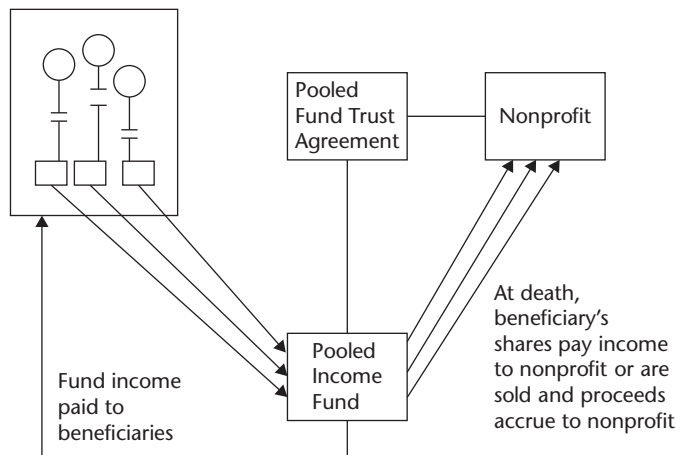 Pooled
Fund Trust
Agreement
Nonprofit
At death,
beneficiary's
shares pay income
to nonprofit or are
sold and proceeds
accrue to nonprofit
Pooled
Income
Fund
Fund income
paid to
beneficiaries